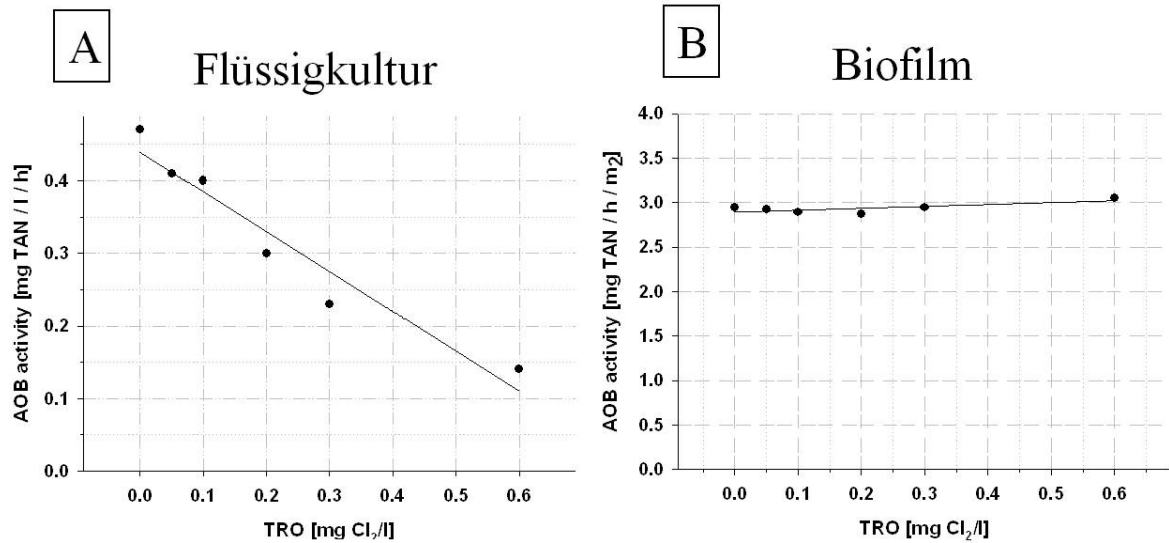 A
Flüssigkultur
AOB activity [mg TAN / l / h]
0.4
0.3
0.2
0.1
0.0
0.0 0.1 0.2 0.3 0.4 0.5 0.6
TRO [mg Cl₂/l]
B
Biofilm
AOB activity [mg TAN / h / m2]
4.0
3.5
3.0
2.5
2.0
1.5
1.0
0.5
0.0
0.0 0.1 0.2 0.3 0.4 0.5 0.6
TRO [mg Cl₂/l]